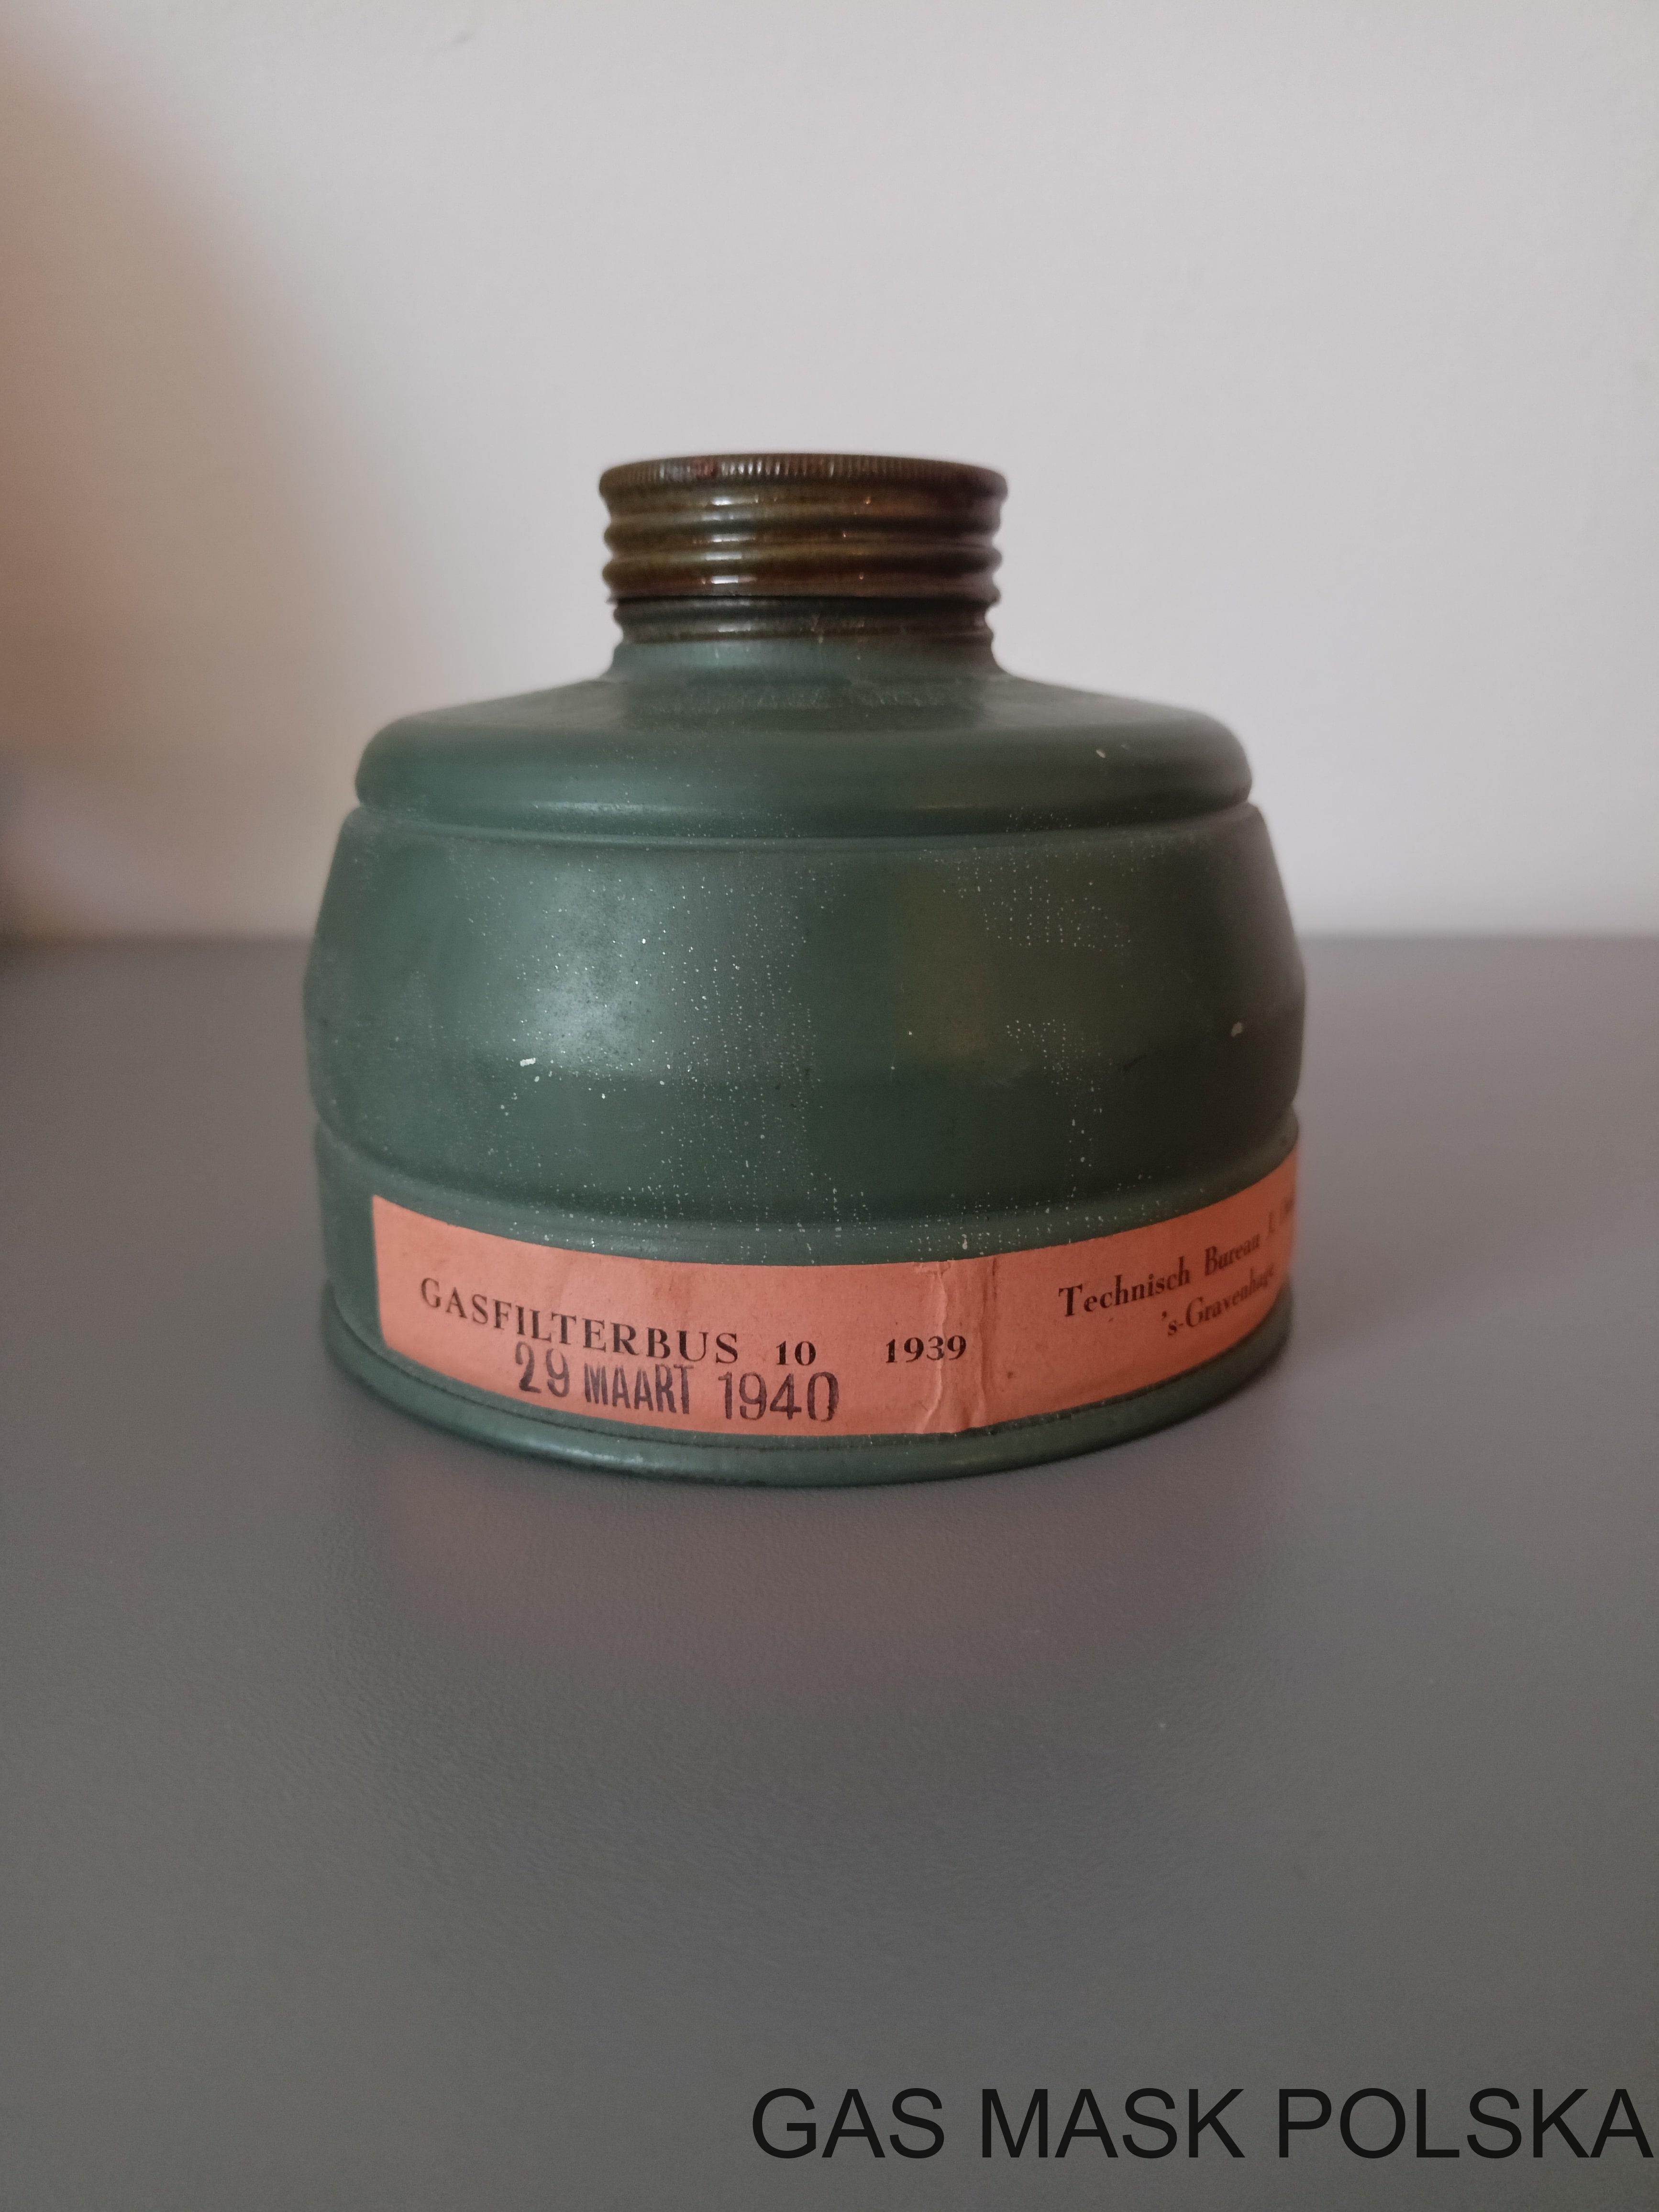 GASFILTERBUS 10 1939
29 MAART 1940
Technisch Bureau
's-Gravenhage
GAS MASK POLSKA